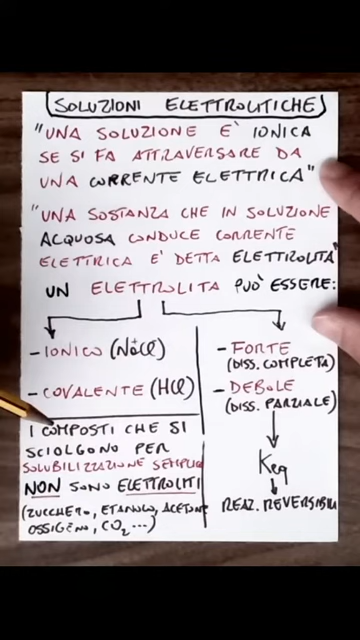 SOLUZIONI ELETTROLITICHE
"UNA SOLUZIONE E' IONICA
SE SI FA ATTRAVERSARE DA
UNA CORRENTE ELETTRICA"
"UNA SOSTANZA CHE IN SOLUZIONE
ACQUOSA CONDUCE CORRENTE
ELETTRICA E' DETTA ELETTROLITA"
UN ELETTROLITA PUO' ESSERE:
- IONICO (NaCl)
- COVALENTE (HCl)
I COMPOSTI CHE SI
SCIOLGONO PER
SOLUBILIZZAZIONE SEMPLICE
NON SONO ELETTROLITI
(ZUCCHERO, ETANOLO, ACETONE
OSSIGENO, CO2...)
- FORTE
(DISS. COMPLETA)
- DEBOLE
(DISS. PARZIALE)
Keq
REAZ. REVERSIBILI